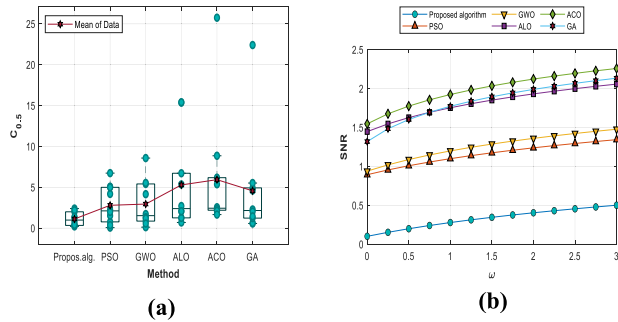 Mean of Data
25
20
15
10
5
0
C0.5
Propos.alg. PSO GWO ALO ACO GA
Method
(a)
Proposed algorithm GWO ACO
PSO ALO GA
2.5
2
1.5
1
0.5
0
SNR
0 0.5 1 1.5 2 2.5 3
ω
(b)